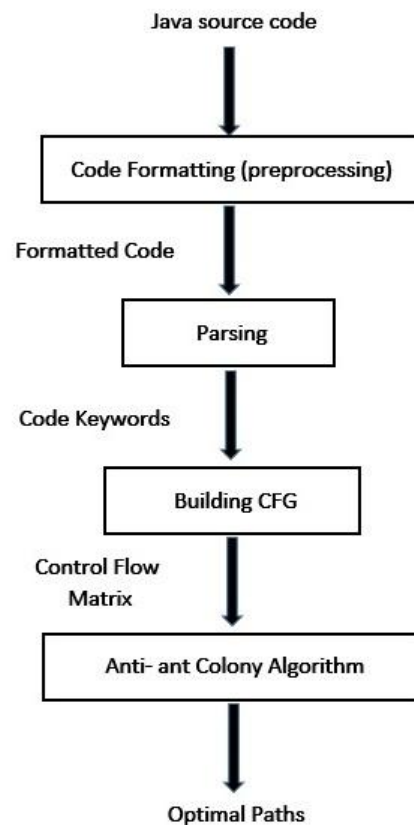 Java source code
Code Formatting (preprocessing)
Formatted Code
Parsing
Code Keywords
Building CFG
Control Flow
Matrix
Anti- ant Colony Algorithm
Optimal Paths